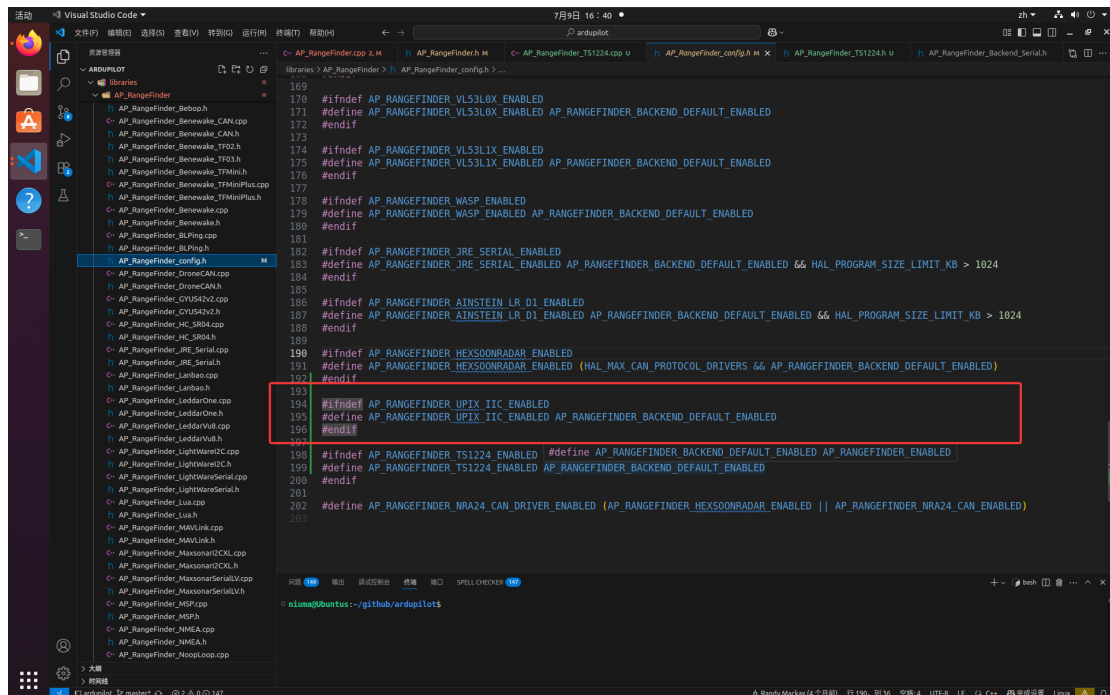 活动
Visual Studio Code
7月9日 16：40
zh
文件(F) 编辑(E) 选择(S) 查看(V) 转到(G) 运行(R) 终端(T) 帮助(H)
ardupilot
资源管理器
AP_RangeFinder.cpp 2, M
AP_RangeFinder.h M
AP_RangeFinder_TS1224.cpp U
AP_RangeFinder_config.h M
AP_RangeFinder_TS1224.h U
AP_RangeFinder_Backend_Serial.h
ARDUPILOT
libraries
AP_RangeFinder
AP_RangeFinder_Bebop.h
AP_RangeFinder_Benewake_CAN.cpp
AP_RangeFinder_Benewake_CAN.h
AP_RangeFinder_Benewake_TF02.h
AP_RangeFinder_Benewake_TF03.h
AP_RangeFinder_Benewake_TFMini.h
AP_RangeFinder_Benewake_TFMiniPlus.cpp
AP_RangeFinder_Benewake_TFMiniPlus.h
AP_RangeFinder_Benewake.cpp
AP_RangeFinder_Benewake.h
AP_RangeFinder_BLPing.cpp
AP_RangeFinder_BLPing.h
AP_RangeFinder_config.h M
AP_RangeFinder_DroneCAN.cpp
AP_RangeFinder_DroneCAN.h
AP_RangeFinder_GYUS42v2.cpp
AP_RangeFinder_GYUS42v2.h
AP_RangeFinder_HC_SR04.cpp
AP_RangeFinder_HC_SR04.h
AP_RangeFinder_JRE_Serial.cpp
AP_RangeFinder_JRE_Serial.h
AP_RangeFinder_Lanbao.cpp
AP_RangeFinder_Lanbao.h
AP_RangeFinder_LeddarOne.cpp
AP_RangeFinder_LeddarOne.h
AP_RangeFinder_LeddarVu8.cpp
AP_RangeFinder_LeddarVu8.h
AP_RangeFinder_LightWareI2C.cpp
AP_RangeFinder_LightWareI2C.h
AP_RangeFinder_LightWareSerial.cpp
AP_RangeFinder_LightWareSerial.h
AP_RangeFinder_Lua.cpp
AP_RangeFinder_Lua.h
AP_RangeFinder_MAVLink.cpp
AP_RangeFinder_MAVLink.h
AP_RangeFinder_MaxsonarI2CXL.cpp
AP_RangeFinder_MaxsonarI2CXL.h
AP_RangeFinder_MaxsonarSerialLV.cpp
AP_RangeFinder_MaxsonarSerialLV.h
AP_RangeFinder_MSP.cpp
AP_RangeFinder_MSP.h
AP_RangeFinder_NMEA.cpp
AP_RangeFinder_NMEA.h
AP_RangeFinder_NoopLoop.cpp
大纲
时间线
libraries > AP_RangeFinder > AP_RangeFinder_config.h > ...
169
170 #ifndef AP_RANGEFINDER_VL53L0X_ENABLED
171 #define AP_RANGEFINDER_VL53L0X_ENABLED AP_RANGEFINDER_BACKEND_DEFAULT_ENABLED
172 #endif
173
174 #ifndef AP_RANGEFINDER_VL53L1X_ENABLED
175 #define AP_RANGEFINDER_VL53L1X_ENABLED AP_RANGEFINDER_BACKEND_DEFAULT_ENABLED
176 #endif
177
178 #ifndef AP_RANGEFINDER_WASP_ENABLED
179 #define AP_RANGEFINDER_WASP_ENABLED AP_RANGEFINDER_BACKEND_DEFAULT_ENABLED
180 #endif
181
182 #ifndef AP_RANGEFINDER_JRE_SERIAL_ENABLED
183 #define AP_RANGEFINDER_JRE_SERIAL_ENABLED AP_RANGEFINDER_BACKEND_DEFAULT_ENABLED && HAL_PROGRAM_SIZE_LIMIT_KB > 1024
184 #endif
185
186 #ifndef AP_RANGEFINDER_AINSTEIN_LR_D1_ENABLED
187 #define AP_RANGEFINDER_AINSTEIN_LR_D1_ENABLED AP_RANGEFINDER_BACKEND_DEFAULT_ENABLED && HAL_PROGRAM_SIZE_LIMIT_KB > 1024
188 #endif
189
190 #ifndef AP_RANGEFINDER_HEXSOONRADAR_ENABLED
191 #define AP_RANGEFINDER_HEXSOONRADAR_ENABLED (HAL_MAX_CAN_PROTOCOL_DRIVERS && AP_RANGEFINDER_BACKEND_DEFAULT_ENABLED)
192 #endif
193
194 #ifndef AP_RANGEFINDER_UPIX_IIC_ENABLED
195 #define AP_RANGEFINDER_UPIX_IIC_ENABLED AP_RANGEFINDER_BACKEND_DEFAULT_ENABLED
196 #endif
197
198 #ifndef AP_RANGEFINDER_TS1224_ENABLED
#define AP_RANGEFINDER_BACKEND_DEFAULT_ENABLED AP_RANGEFINDER_ENABLED
199 #define AP_RANGEFINDER_TS1224_ENABLED AP_RANGEFINDER_BACKEND_DEFAULT_ENABLED
200 #endif
201
202 #define AP_RANGEFINDER_NRA24_CAN_DRIVER_ENABLED (AP_RANGEFINDER_HEXSOONRADAR_ENABLED || AP_RANGEFINDER_NRA24_CAN_ENABLED)
203
问题 149 输出 调试控制台 终端 端口 SPELL CHECKER 147
bash
niuma@Ubuntus:~/github/ardupilot$